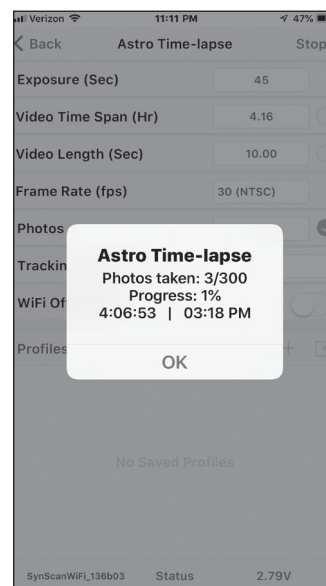 Verizon 11:11 PM 47%
Back Astro Time-lapse Stop
Exposure (Sec) 45
Video Time Span (Hr) 4.16
Video Length (Sec) 10.00
Frame Rate (fps) 30 (NTSC)
Photos
Astro Time-lapse
Trackin
Photos taken: 3/300
Progress: 1%
WiFi Of
4:06:53 | 03:18 PM
Profiles
OK
No Saved Profiles
SynScanWiFi_136b03 Status 2.79V